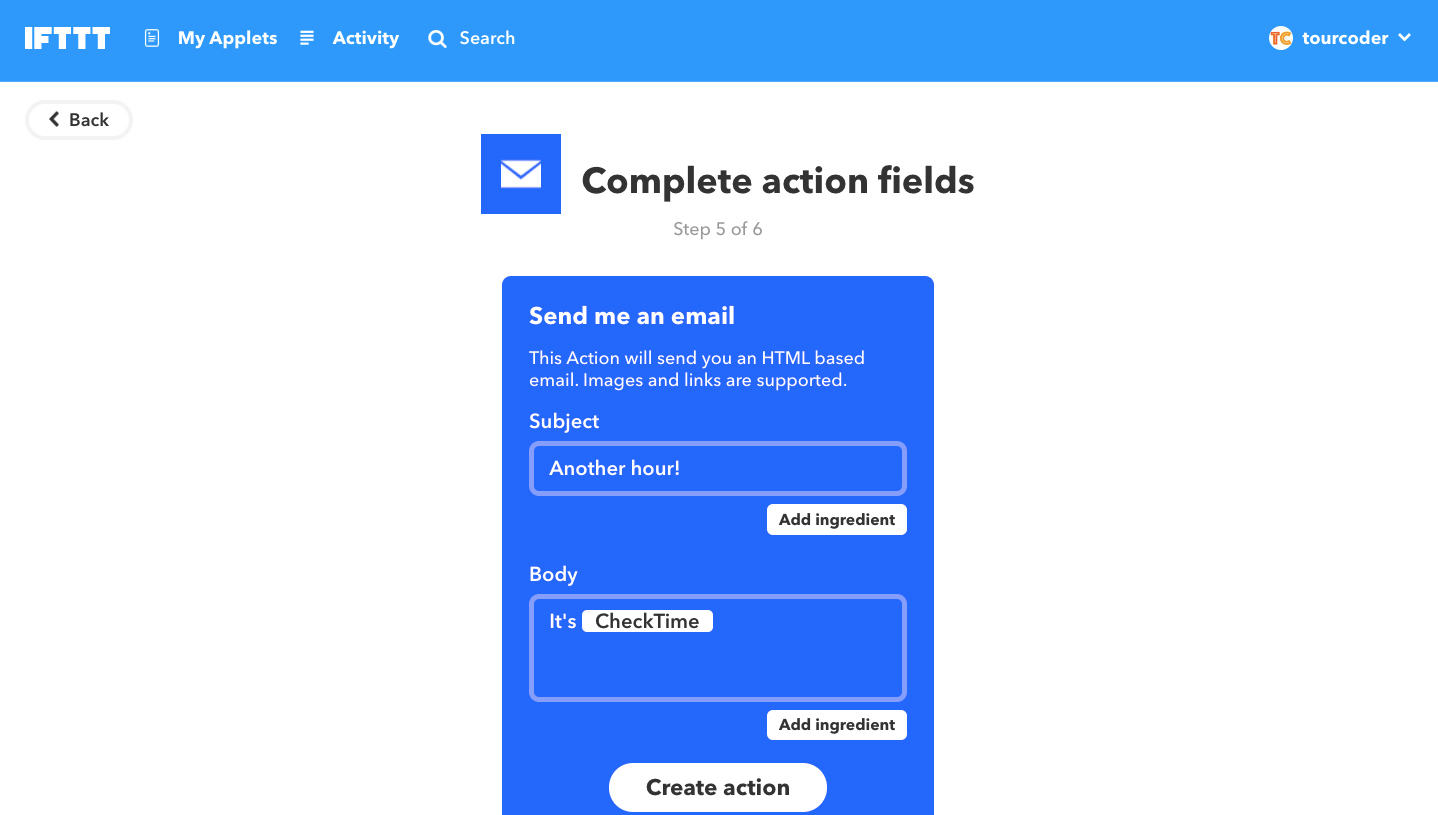 IFTTT My Applets Activity Search TC tourcoder
Back
Complete action fields
Step 5 of 6
Send me an email
This Action will send you an HTML based
email. Images and links are supported.
Subject
Another hour!
Add ingredient
Body
It's CheckTime
Add ingredient
Create action